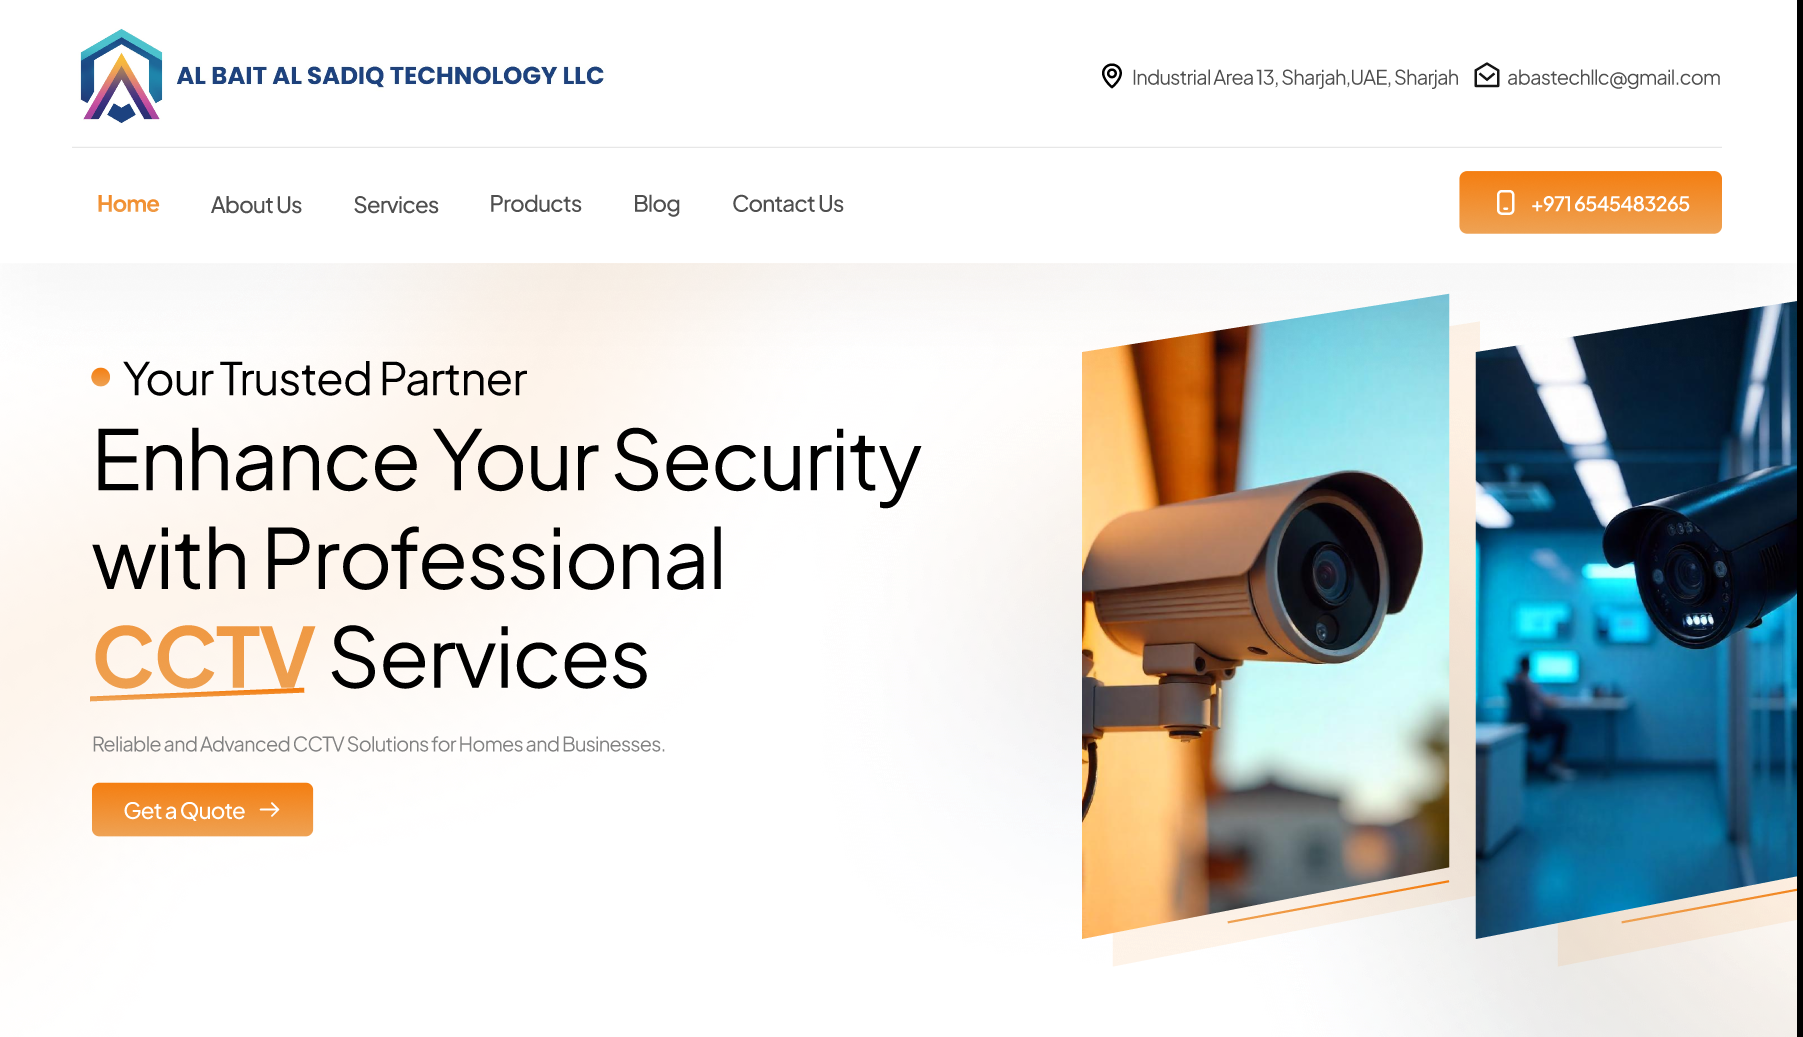 AL BAIT AL SADIQ TECHNOLOGY LLC
Industrial Area 13, Sharjah,UAE, Sharjah
abastechllc@gmail.com
Home
About Us
Services
Products
Blog
Contact Us
+971 6545483265
Your Trusted Partner
Enhance Your Security
with Professional
CCTV Services
Reliable and Advanced CCTV Solutions for Homes and Businesses.
Get a Quote